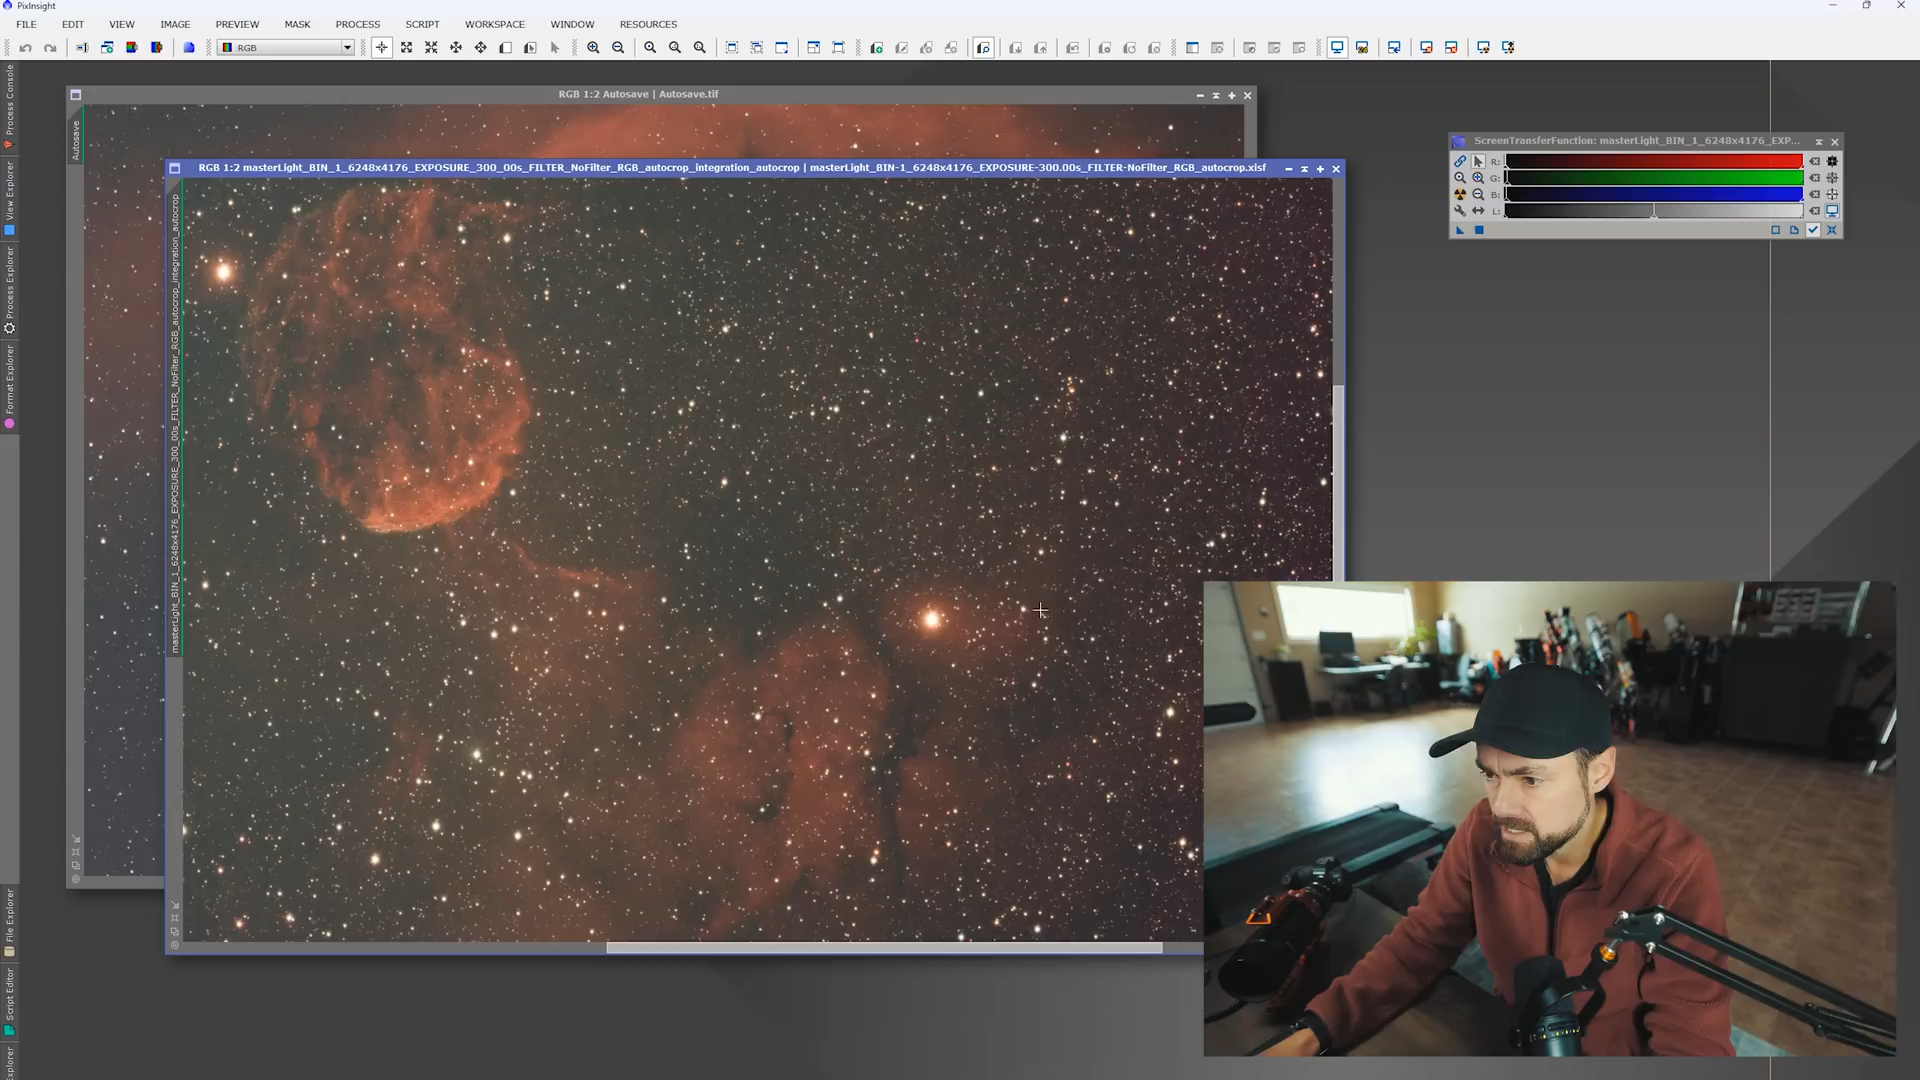 PixInsight
FILE EDIT VIEW IMAGE PREVIEW MASK PROCESS SCRIPT WORKSPACE WINDOW RESOURCES
RGB
Process Console
View Explorer
Process Explorer
Format Explorer
File Explorer
Script Editor
Explorer
RGB 1:2 Autosave | Autosave.tif
Autosave
RGB 1:2 masterLight_BIN_1_6248x4176_EXPOSURE_300_00s_FILTER_NoFilter_RGB_autocrop_integration_autocrop | masterLight_BIN-1_6248x4176_EXPOSURE-300.00s_FILTER-NoFilter_RGB_autocrop.xisf
masterLight_BIN_1_6248x4176_EXPOSURE_300_00s_FILTER_NoFilter_RGB_autocrop_integration_autocrop
ScreenTransferFunction: masterLight_BIN_1_6248x4176_EXP...
R:
G:
B:
L: